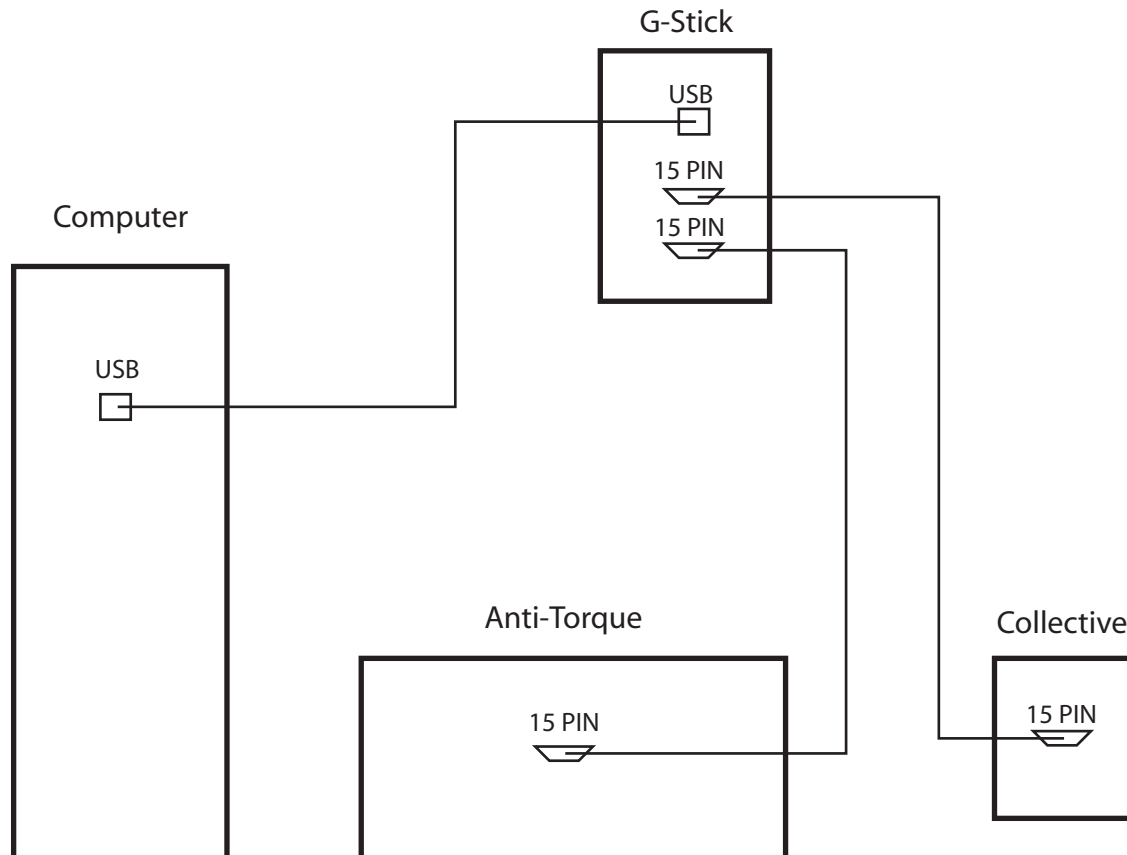 G-Stick
USB
15 PIN
15 PIN
Computer
USB
Anti-Torque
15 PIN
Collective
15 PIN